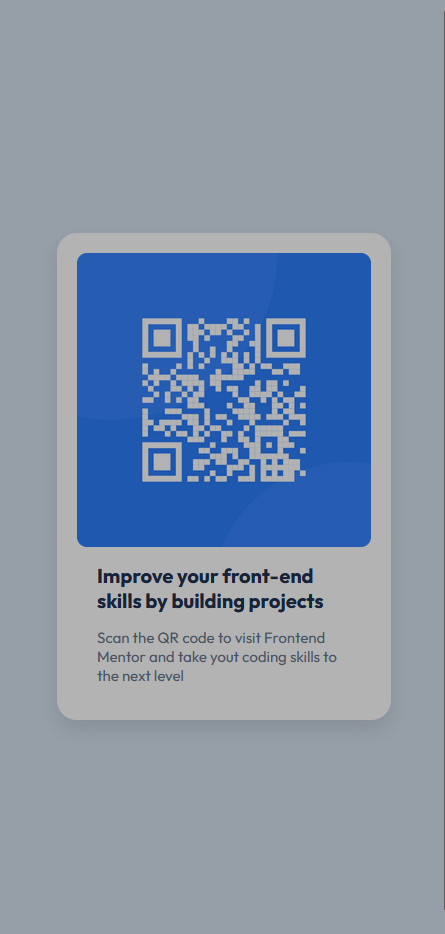 Improve your front-end
skills by building projects
Scan the QR code to visit Frontend
Mentor and take yout coding skills to
the next level